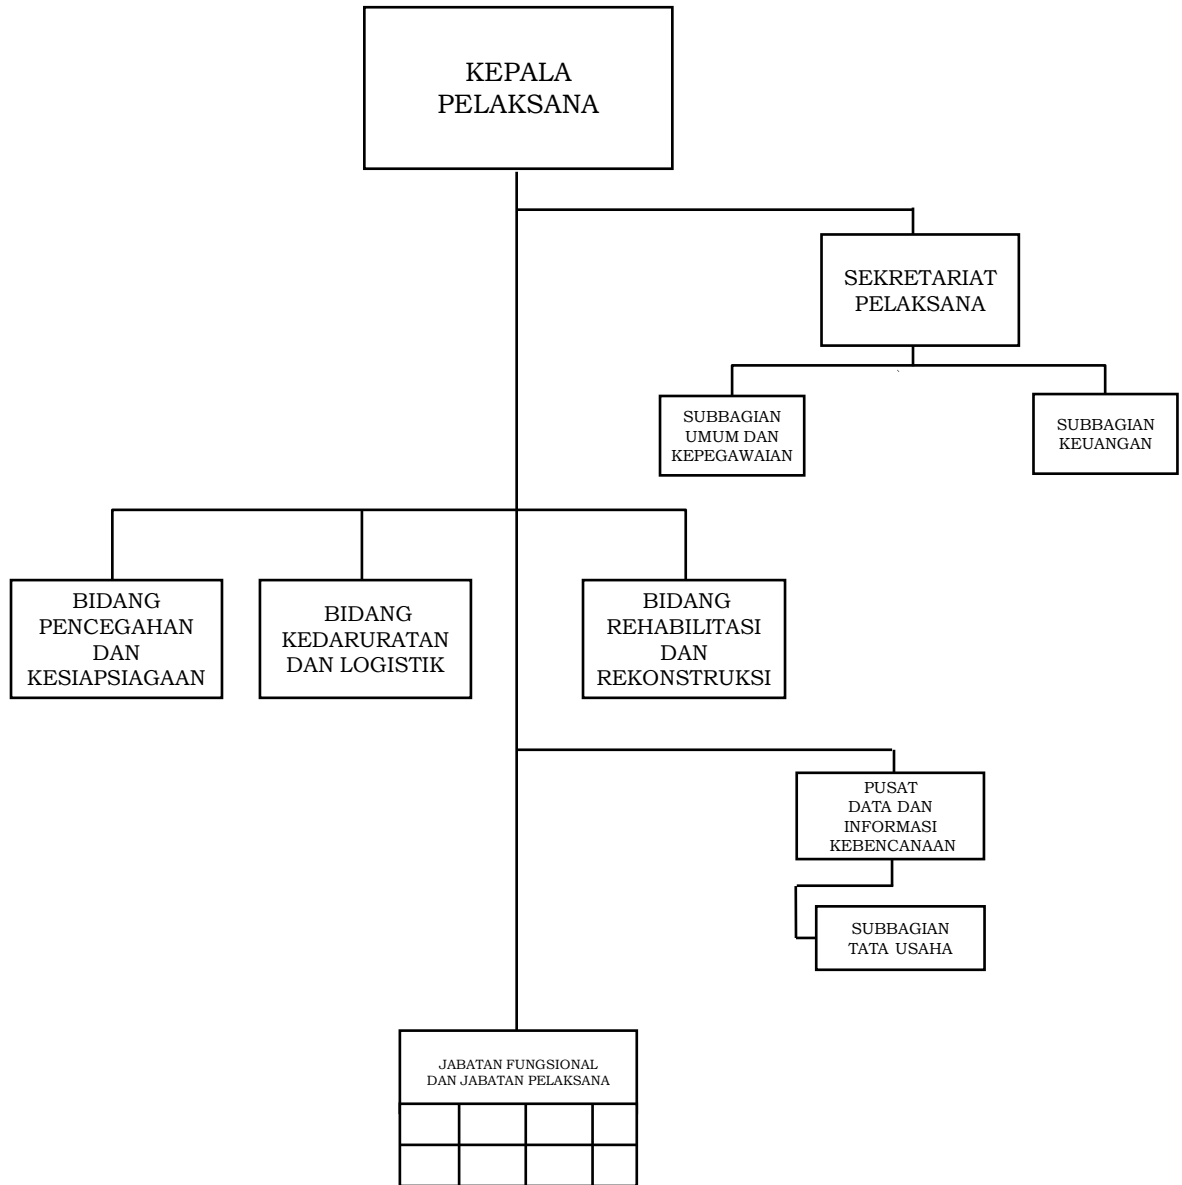 KEPALA
PELAKSANA
SEKRETARIAT
PELAKSANA
SUBBAGIAN
UMUM DAN
KEPEGAWAIAN
SUBBAGIAN
KEUANGAN
BIDANG
PENCEGAHAN
DAN
KESIAPSIAGAAN
BIDANG
KEDARURATAN
DAN LOGISTIK
BIDANG
REHABILITASI
DAN
REKONSTRUKSI
PUSAT
DATA DAN
INFORMASI
KEBENCANAAN
SUBBAGIAN
TATA USAHA
JABATAN FUNGSIONAL
DAN JABATAN PELAKSANA